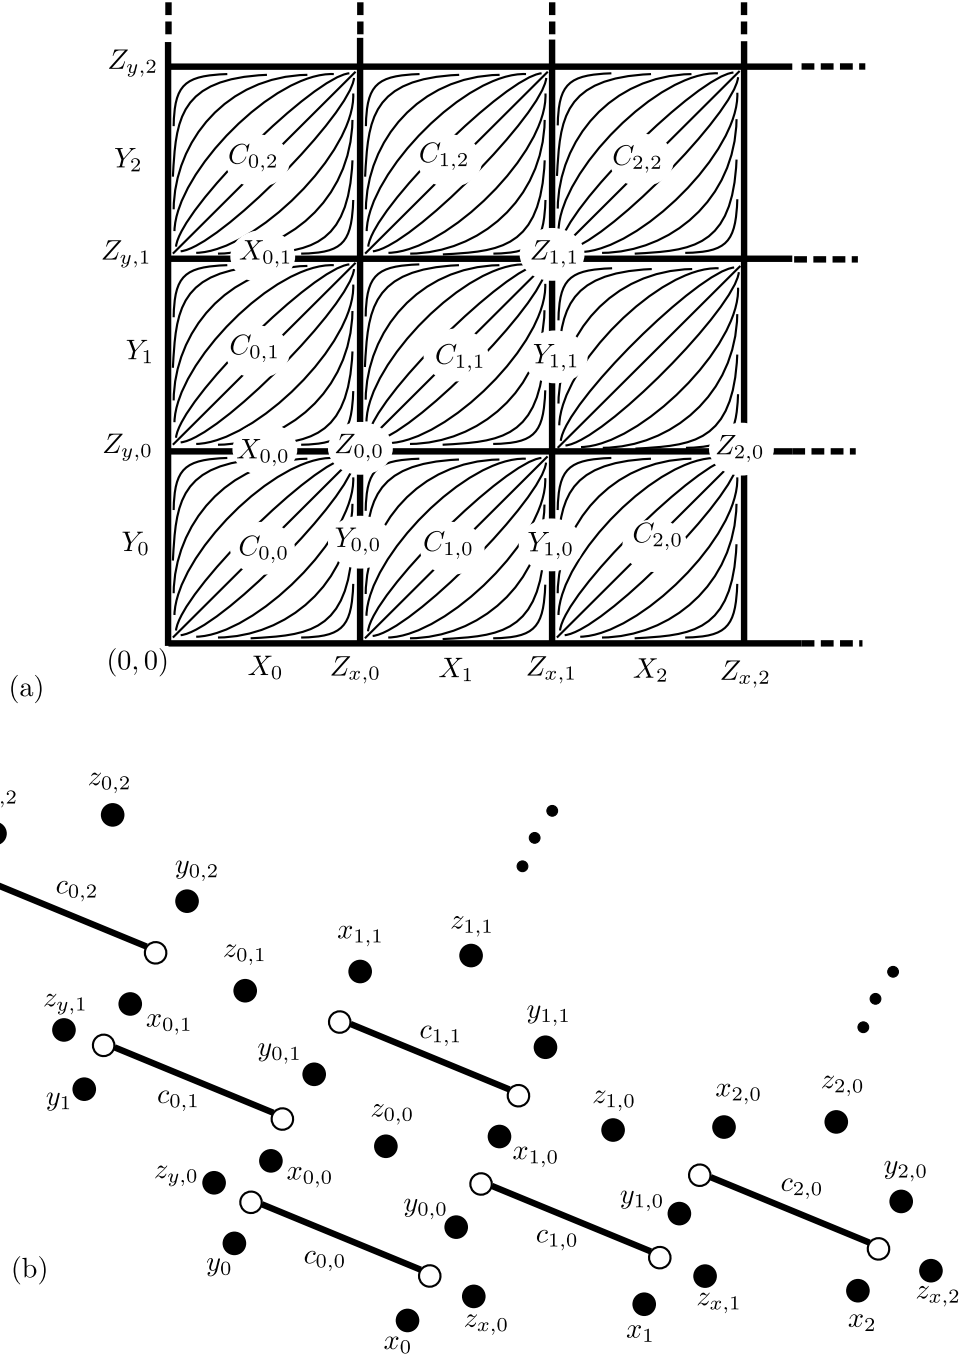 Z_{y,2}
Y_2 C_{0,2} C_{1,2} C_{2,2}
Z_{y,1} X_{0,1} Z_{1,1}
Y_1 C_{0,1} C_{1,1} Y_{1,1}
Z_{y,0} X_{0,0} Z_{0,0} Z_{2,0}
Y_0 C_{0,0} Y_{0,0} C_{1,0} Y_{1,0} C_{2,0}
(0,0) X_0 Z_{x,0} X_1 Z_{x,1} X_2 Z_{x,2}
(a)
z_{0,2}
,2
c_{0,2} y_{0,2}
z_{0,1} x_{1,1} z_{1,1}
z_{y,1} x_{0,1} y_{0,1} c_{1,1} y_{1,1}
y_1 c_{0,1} z_{0,0} z_{1,0} x_{2,0} z_{2,0}
z_{y,0} x_{0,0} x_{1,0} y_{2,0}
y_{0,0} y_{1,0} c_{2,0}
(b) y_0 c_{0,0} c_{1,0}
x_0 z_{x,0} x_1 z_{x,1} x_2 z_{x,2}